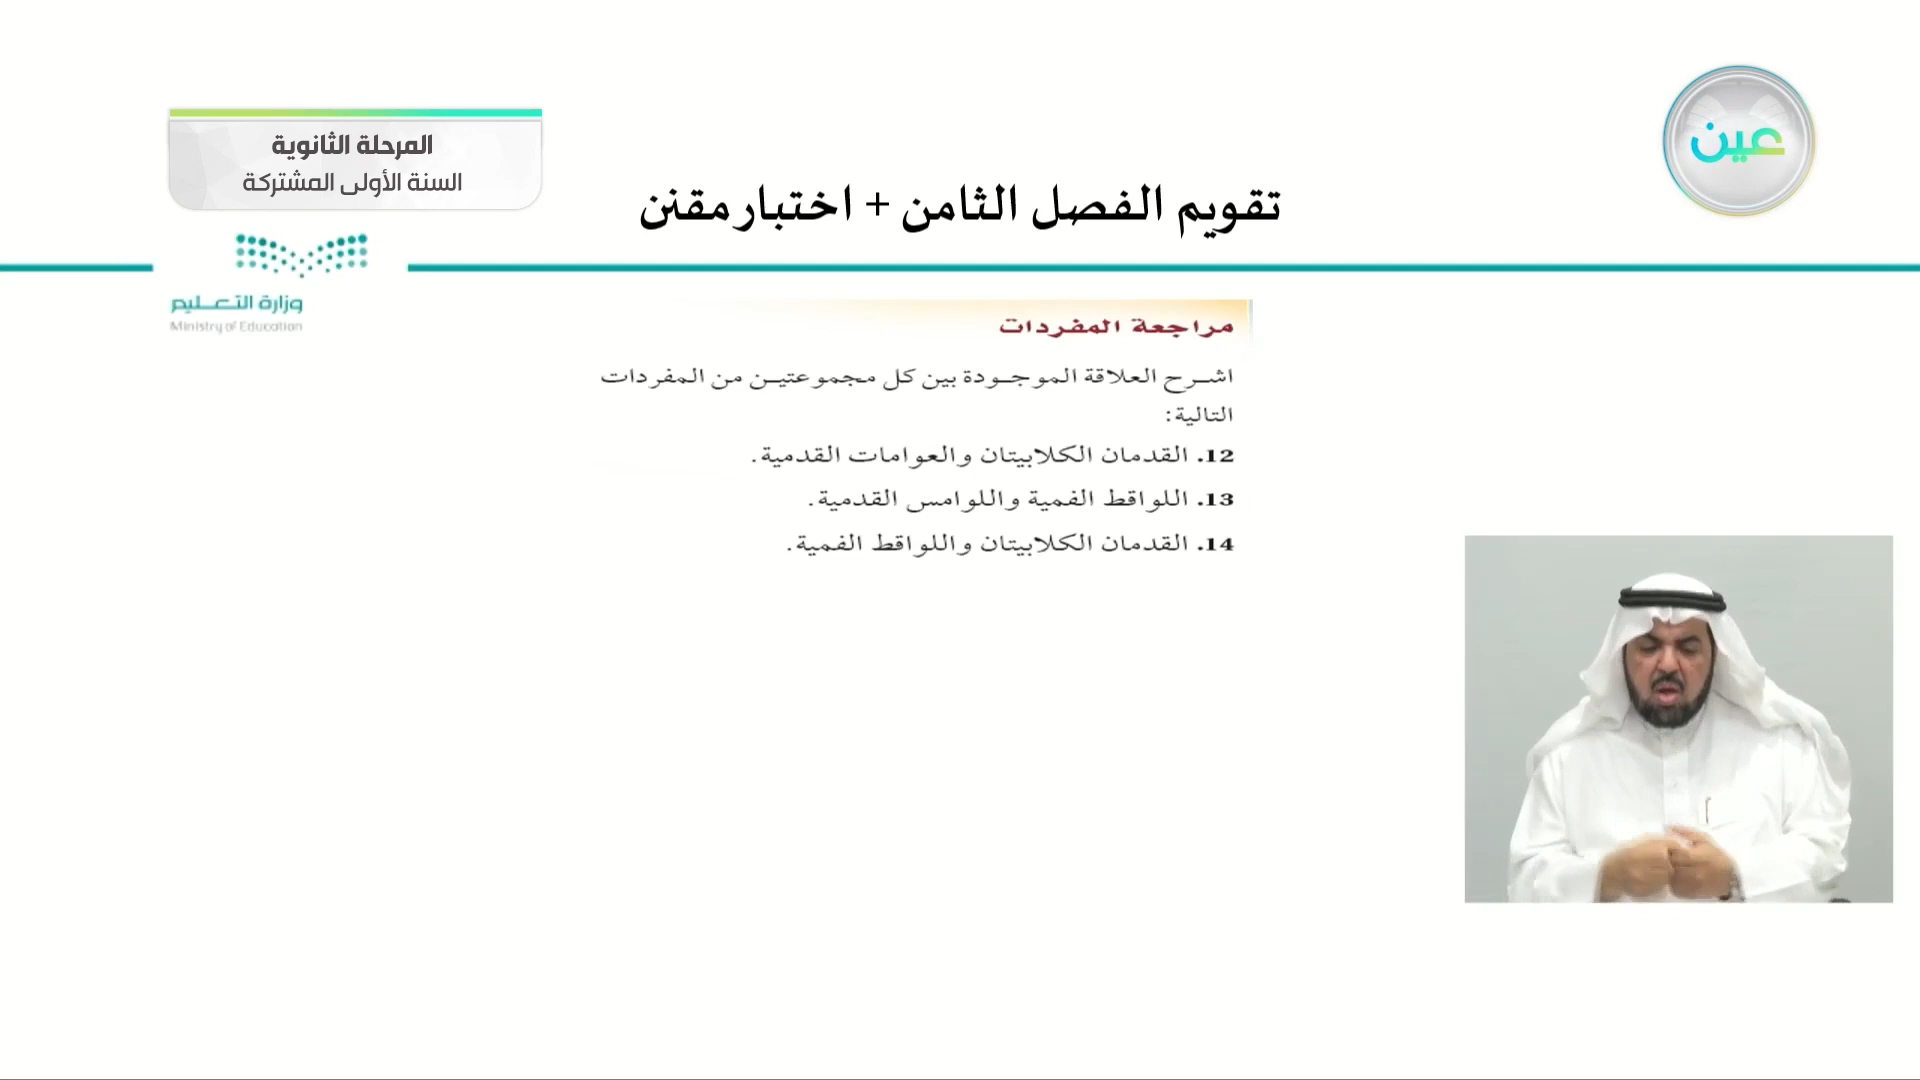 عين
المرحلة الثانوية
السنة الأولى المشتركة
تقويم الفصل الثامن + اختبار مقنن
وزارة التعليم
Ministry of Education
مراجعة المفردات
اشرح العلاقة الموجودة بين كل مجموعتين من المفردات
التالية:
12. القدمان الكلابيتان والعوامات القدمية.
13. اللواقط الفمية واللوامس القدمية.
14. القدمان الكلابيتان واللواقط الفمية.